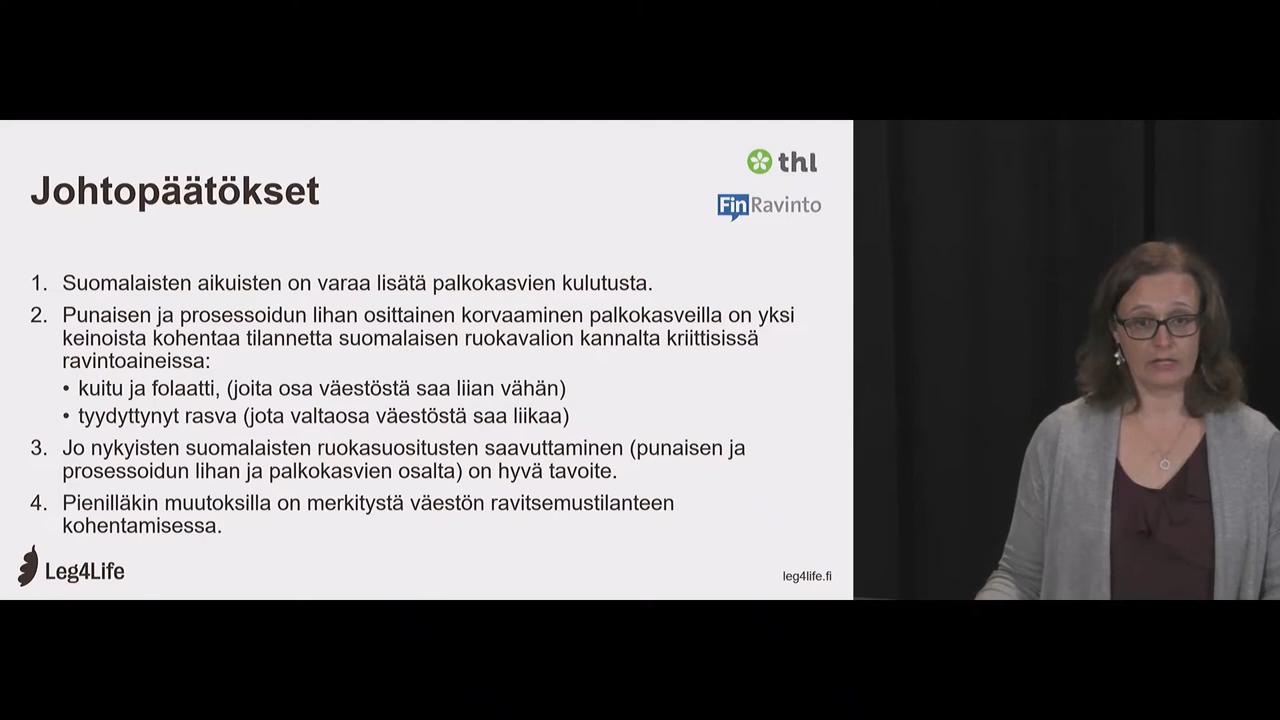 thl
FinRavinto
Johtopäätökset
1. Suomalaisten aikuisten on varaa lisätä palkokasvien kulutusta.
2. Punaisen ja prosessoidun lihan osittainen korvaaminen palkokasveilla on yksi
keinoista kohentaa tilannetta suomalaisen ruokavalion kannalta kriittisissä
ravintoaineissa:
• kuitu ja folaatti, (joita osa väestöstä saa liian vähän)
• tyydyttynyt rasva (jota valtaosa väestöstä saa liikaa)
3. Jo nykyisten suomalaisten ruokasuositusten saavuttaminen (punaisen ja
prosessoidun lihan ja palkokasvien osalta) on hyvä tavoite.
4. Pienilläkin muutoksilla on merkitystä väestön ravitsemustilanteen
kohentamisessa.
Leg4Life
leg4life.fi